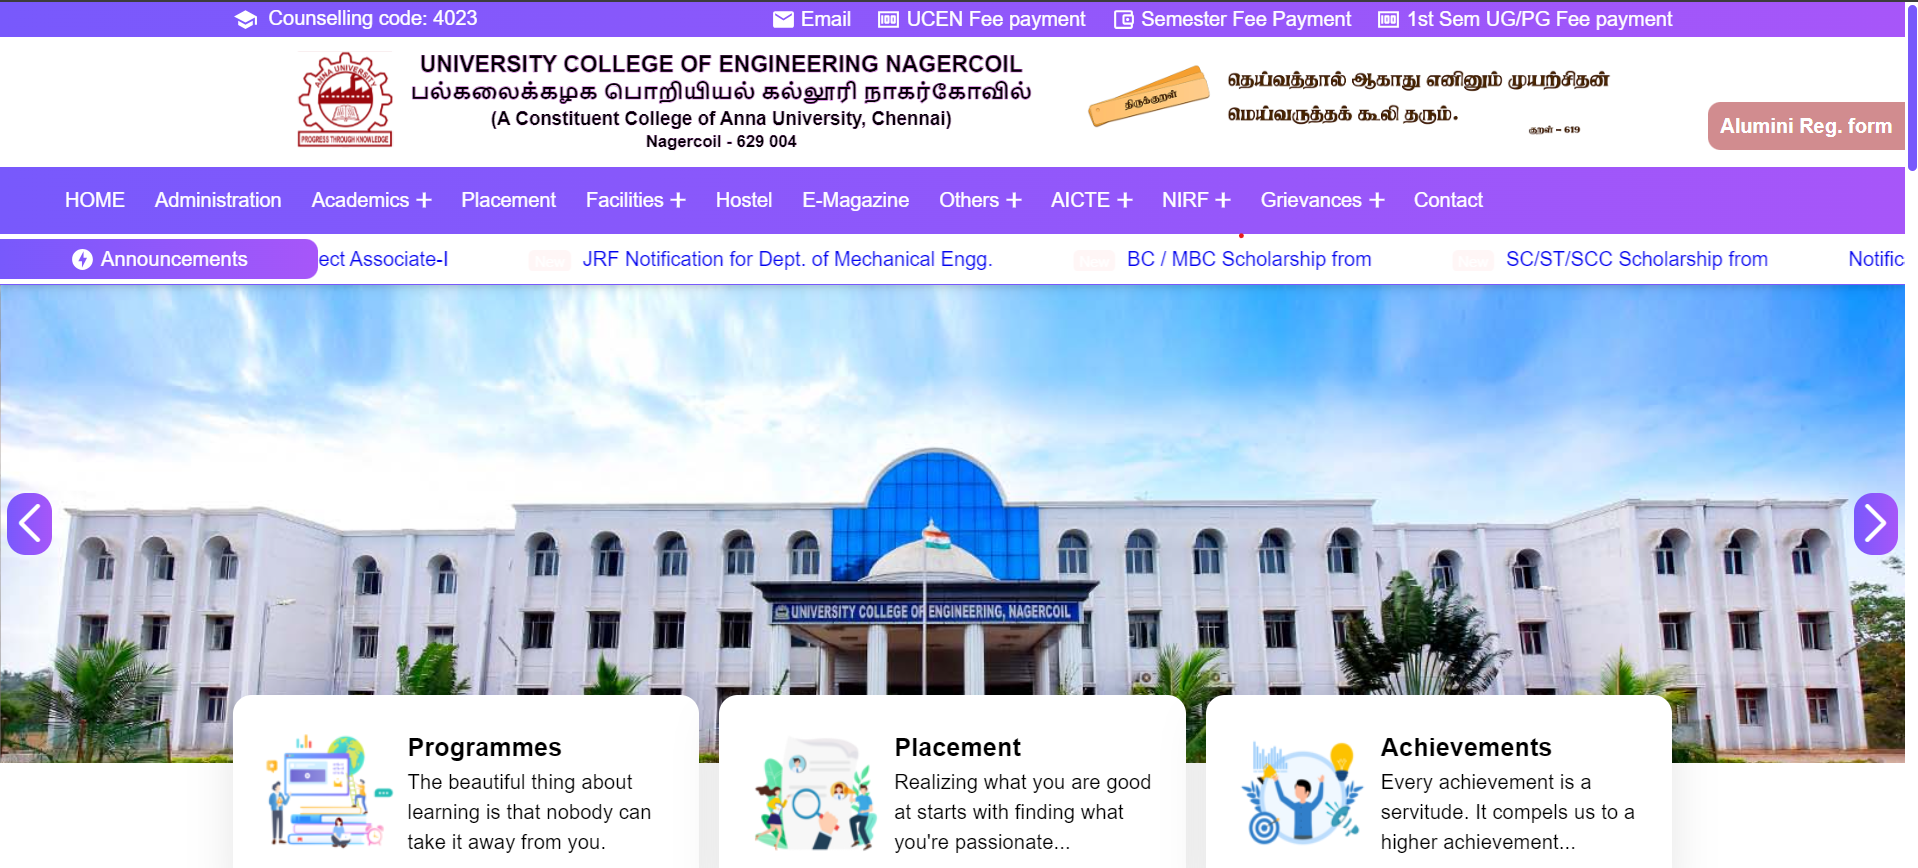 Counselling code: 4023
Email
UCEN Fee payment
Semester Fee Payment
1st Sem UG/PG Fee payment
ANNA UNIVERSITY
PROGRESS THROUGH KNOWLEDGE
UNIVERSITY COLLEGE OF ENGINEERING NAGERCOIL
பல்கலைக்கழக பொறியியல் கல்லூரி நாகர்கோவில்
(A Constituent College of Anna University, Chennai)
Nagercoil - 629 004
திருக்குறள்
தெய்வத்தால் ஆகாது எனினும் முயற்சிதன்
மெய்வருத்தக் கூலி தரும்.
குறள் – 619
Alumini Reg. form
HOME
Administration
Academics +
Placement
Facilities +
Hostel
E-Magazine
Others +
AICTE +
NIRF +
Grievances +
Contact
Announcements
ect Associate-I
New
JRF Notification for Dept. of Mechanical Engg.
New
BC / MBC Scholarship from
New
SC/ST/SCC Scholarship from
Notific
UNIVERSITY COLLEGE OF ENGINEERING, NAGERCOIL
Programmes
The beautiful thing about
learning is that nobody can
take it away from you.
Placement
Realizing what you are good
at starts with finding what
you're passionate...
Achievements
Every achievement is a
servitude. It compels us to a
higher achievement...